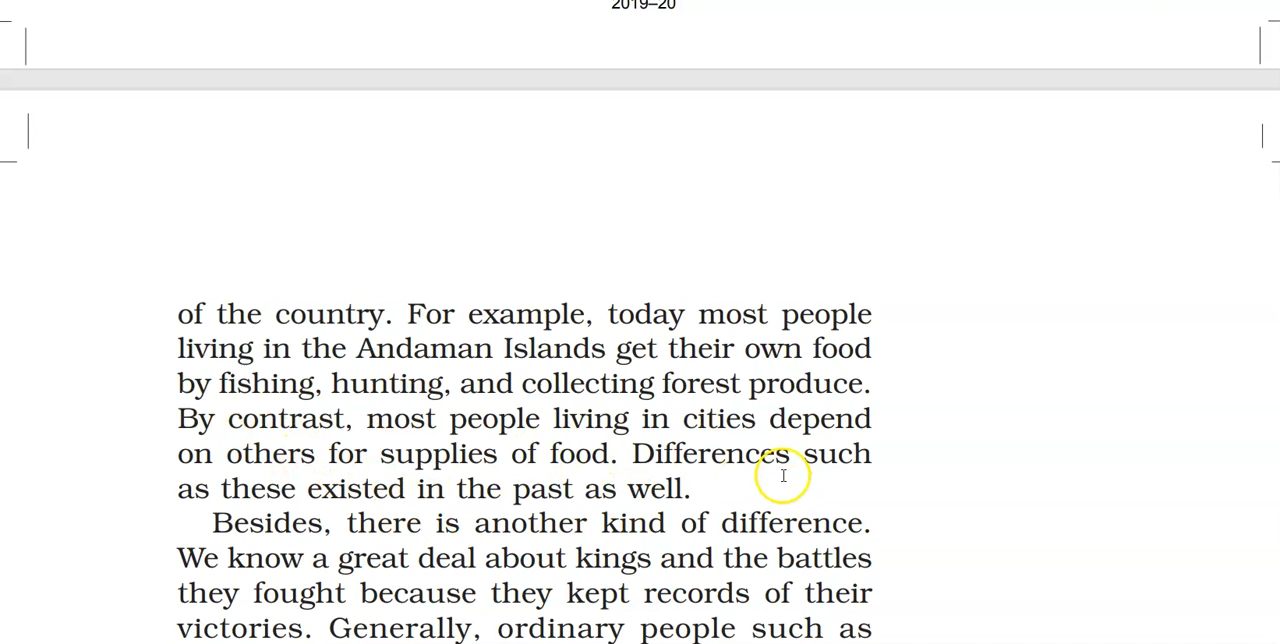 2019–20
of the country. For example, today most people
living in the Andaman Islands get their own food
by fishing, hunting, and collecting forest produce.
By contrast, most people living in cities depend
on others for supplies of food. Differences such
as these existed in the past as well.
Besides, there is another kind of difference.
We know a great deal about kings and the battles
they fought because they kept records of their
victories. Generally, ordinary people such as